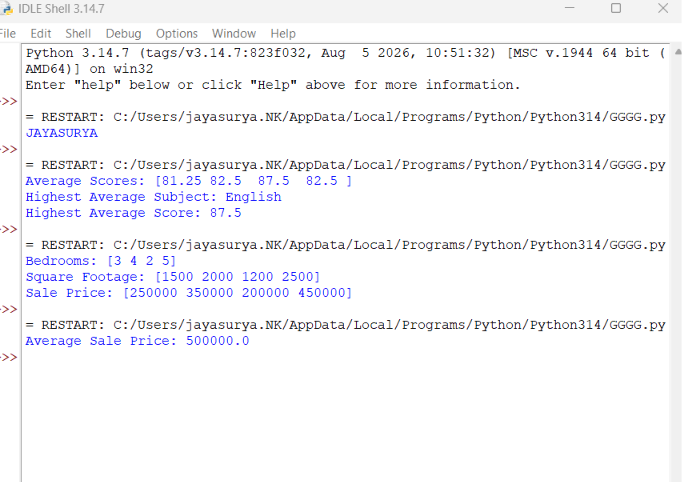 IDLE Shell 3.14.7
File Edit Shell Debug Options Window Help
Python 3.14.7 (tags/v3.14.7:823f032, Aug  5 2026, 10:51:32) [MSC v.1944 64 bit (
AMD64)] on win32
Enter "help" below or click "Help" above for more information.
>>>
= RESTART: C:/Users/jayasurya.NK/AppData/Local/Programs/Python/Python314/GGGG.py
JAYASURYA
>>>
= RESTART: C:/Users/jayasurya.NK/AppData/Local/Programs/Python/Python314/GGGG.py
Average Scores: [81.25 82.5  87.5  82.5 ]
Highest Average Subject: English
Highest Average Score: 87.5
>>>
= RESTART: C:/Users/jayasurya.NK/AppData/Local/Programs/Python/Python314/GGGG.py
Bedrooms: [3 4 2 5]
Square Footage: [1500 2000 1200 2500]
Sale Price: [250000 350000 200000 450000]
>>>
= RESTART: C:/Users/jayasurya.NK/AppData/Local/Programs/Python/Python314/GGGG.py
Average Sale Price: 500000.0
>>>